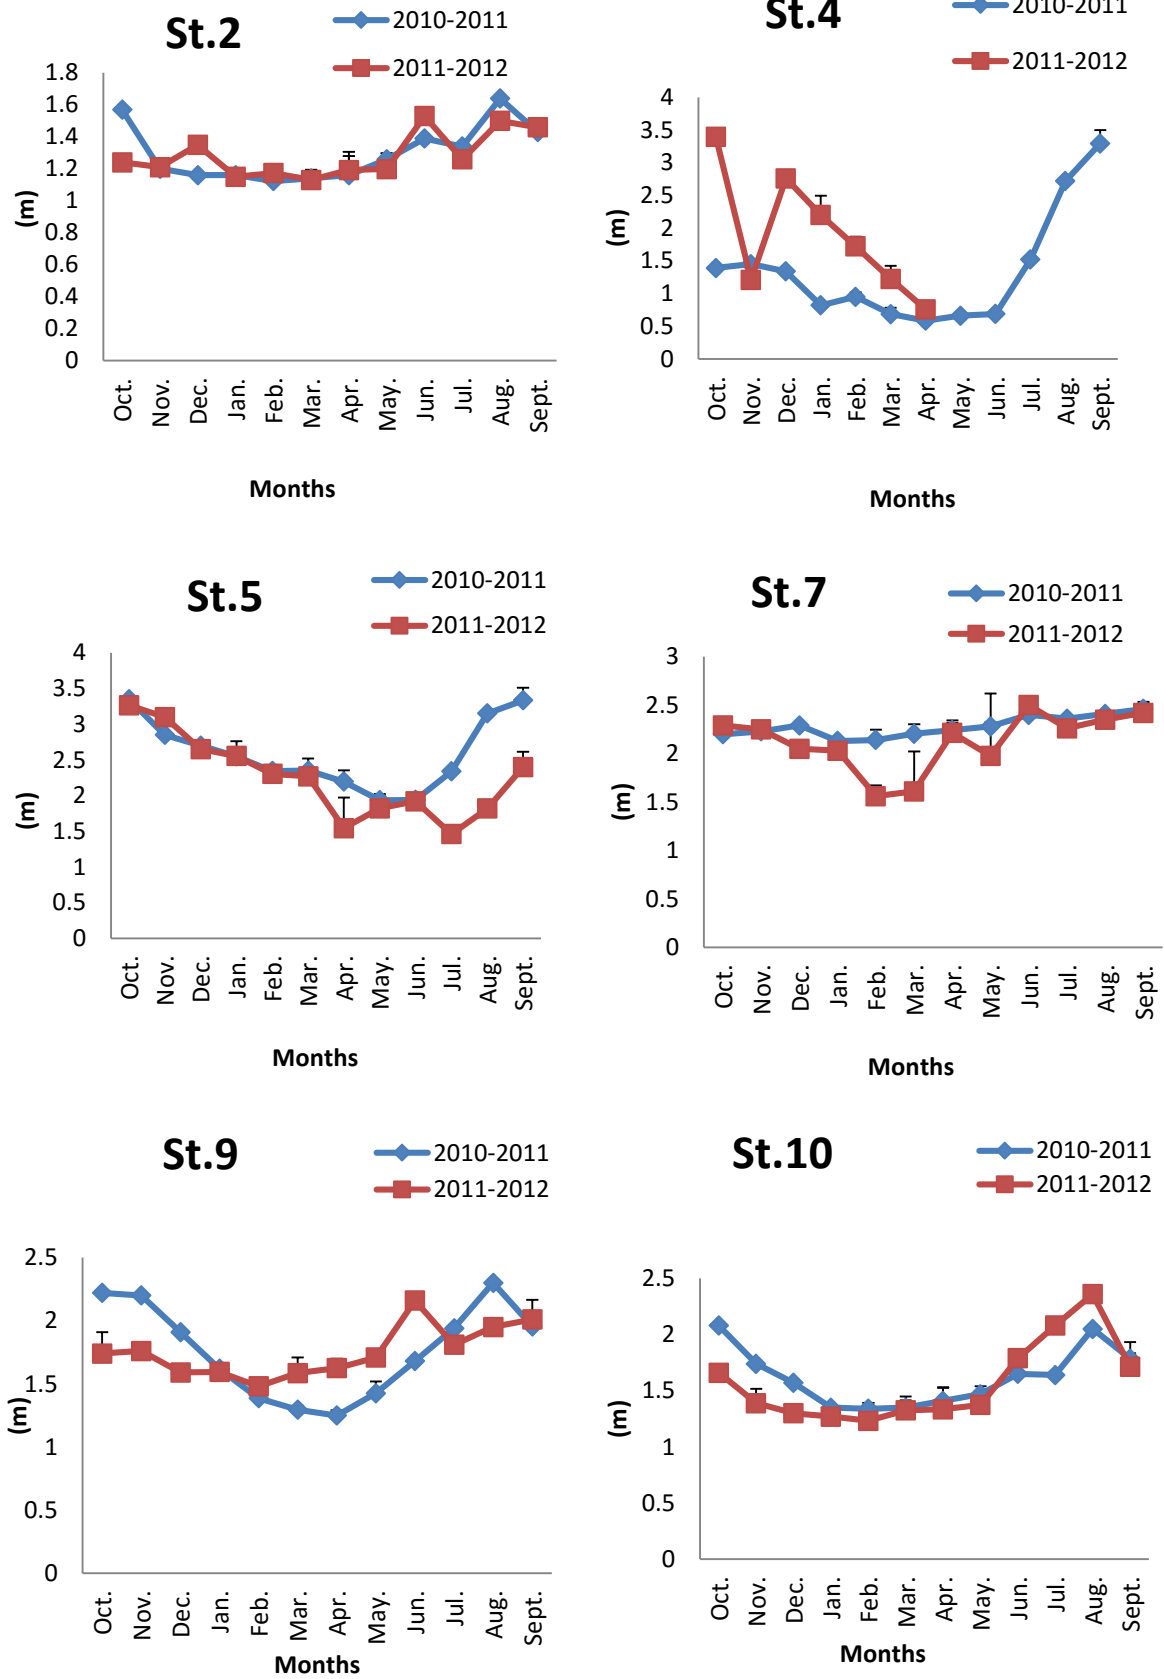 St.2
2010-2011
2011-2012
1.8
1.6
1.4
1.2
1
0.8
0.6
0.4
0.2
0
(m)
Oct.
Nov.
Dec.
Jan.
Feb.
Mar.
Apr.
May.
Jun.
Jul.
Aug.
Sept.
Months
St.4
2010-2011
2011-2012
4
3.5
3
2.5
2
1.5
1
0.5
0
(m)
Oct.
Nov.
Dec.
Jan.
Feb.
Mar.
Apr.
May.
Jun.
Jul.
Aug.
Sept.
Months
St.5
2010-2011
2011-2012
4
3.5
3
2.5
2
1.5
1
0.5
0
(m)
Oct.
Nov.
Dec.
Jan.
Feb.
Mar.
Apr.
May.
Jun.
Jul.
Aug.
Sept.
Months
St.7
2010-2011
2011-2012
3
2.5
2
1.5
1
0.5
0
(m)
Oct.
Nov.
Dec.
Jan.
Feb.
Mar.
Apr.
May.
Jun.
Jul.
Aug.
Sept.
Months
St.9
2010-2011
2011-2012
2.5
2
1.5
1
0.5
0
(m)
Oct.
Nov.
Dec.
Jan.
Feb.
Mar.
Apr.
May.
Jun.
Jul.
Aug.
Sept.
Months
St.10
2010-2011
2011-2012
2.5
2
1.5
1
0.5
0
(m)
Oct.
Nov.
Dec.
Jan.
Feb.
Mar.
Apr.
May.
Jun.
Jul.
Aug.
Sept.
Months